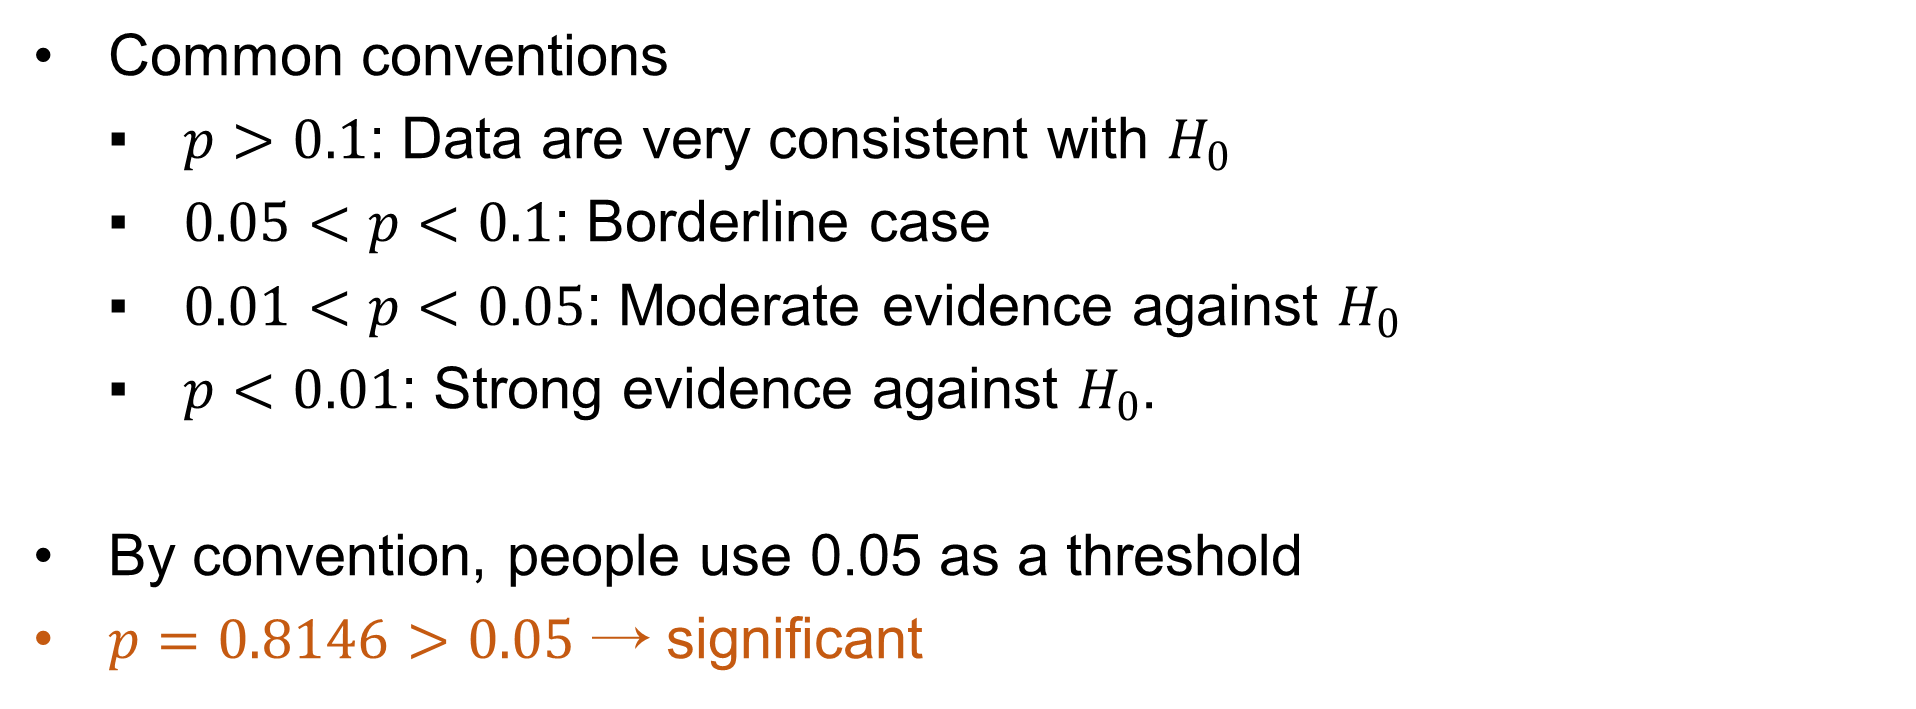 • Common conventions
▪ 𝑝 > 0.1: Data are very consistent with 𝐻₀
▪ 0.05 < 𝑝 < 0.1: Borderline case
▪ 0.01 < 𝑝 < 0.05: Moderate evidence against 𝐻₀
▪ 𝑝 < 0.01: Strong evidence against 𝐻₀.
• By convention, people use 0.05 as a threshold
• 𝑝 = 0.8146 > 0.05 → significant